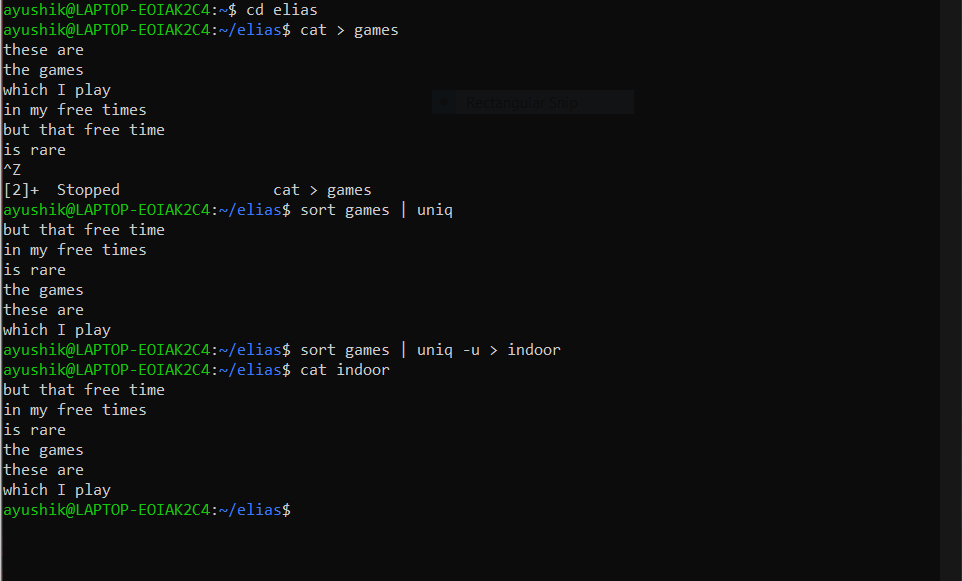 ayushik@LAPTOP-EOIAK2C4:~$ cd elias
ayushik@LAPTOP-EOIAK2C4:~/elias$ cat > games
these are
the games
which I play
in my free times
but that free time
is rare
^Z
[2]+  Stopped                 cat > games
ayushik@LAPTOP-EOIAK2C4:~/elias$ sort games | uniq
but that free time
in my free times
is rare
the games
these are
which I play
ayushik@LAPTOP-EOIAK2C4:~/elias$ sort games | uniq -u > indoor
ayushik@LAPTOP-EOIAK2C4:~/elias$ cat indoor
but that free time
in my free times
is rare
the games
these are
which I play
ayushik@LAPTOP-EOIAK2C4:~/elias$
Rectangular Snip